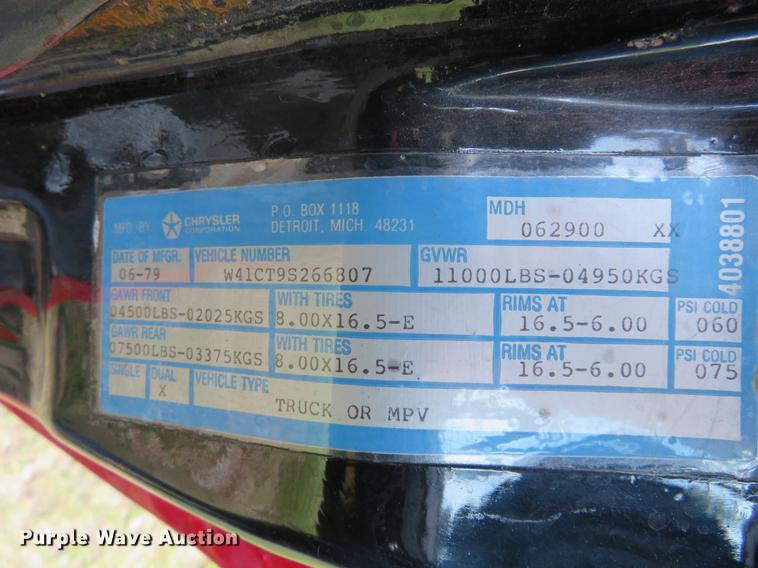 MFD. BY CHRYSLER CORPORATION
P.O. BOX 1118
DETROIT, MICH. 48231
MDH
062900 XX
DATE OF MFGR. VEHICLE NUMBER GVWR
06-79 W41CT9S266807 11000LBS-04950KGS
GAWR FRONT WITH TIRES RIMS AT PSI COLD
04500LBS-02025KGS 8.00X16.5-E 16.5-6.00 060
GAWR REAR WITH TIRES RIMS AT PSI COLD
07500LBS-03375KGS 8.00X16.5-E 16.5-6.00 075
SINGLE DUAL VEHICLE TYPE
X TRUCK OR MPV
4038801
Purple Wave Auction